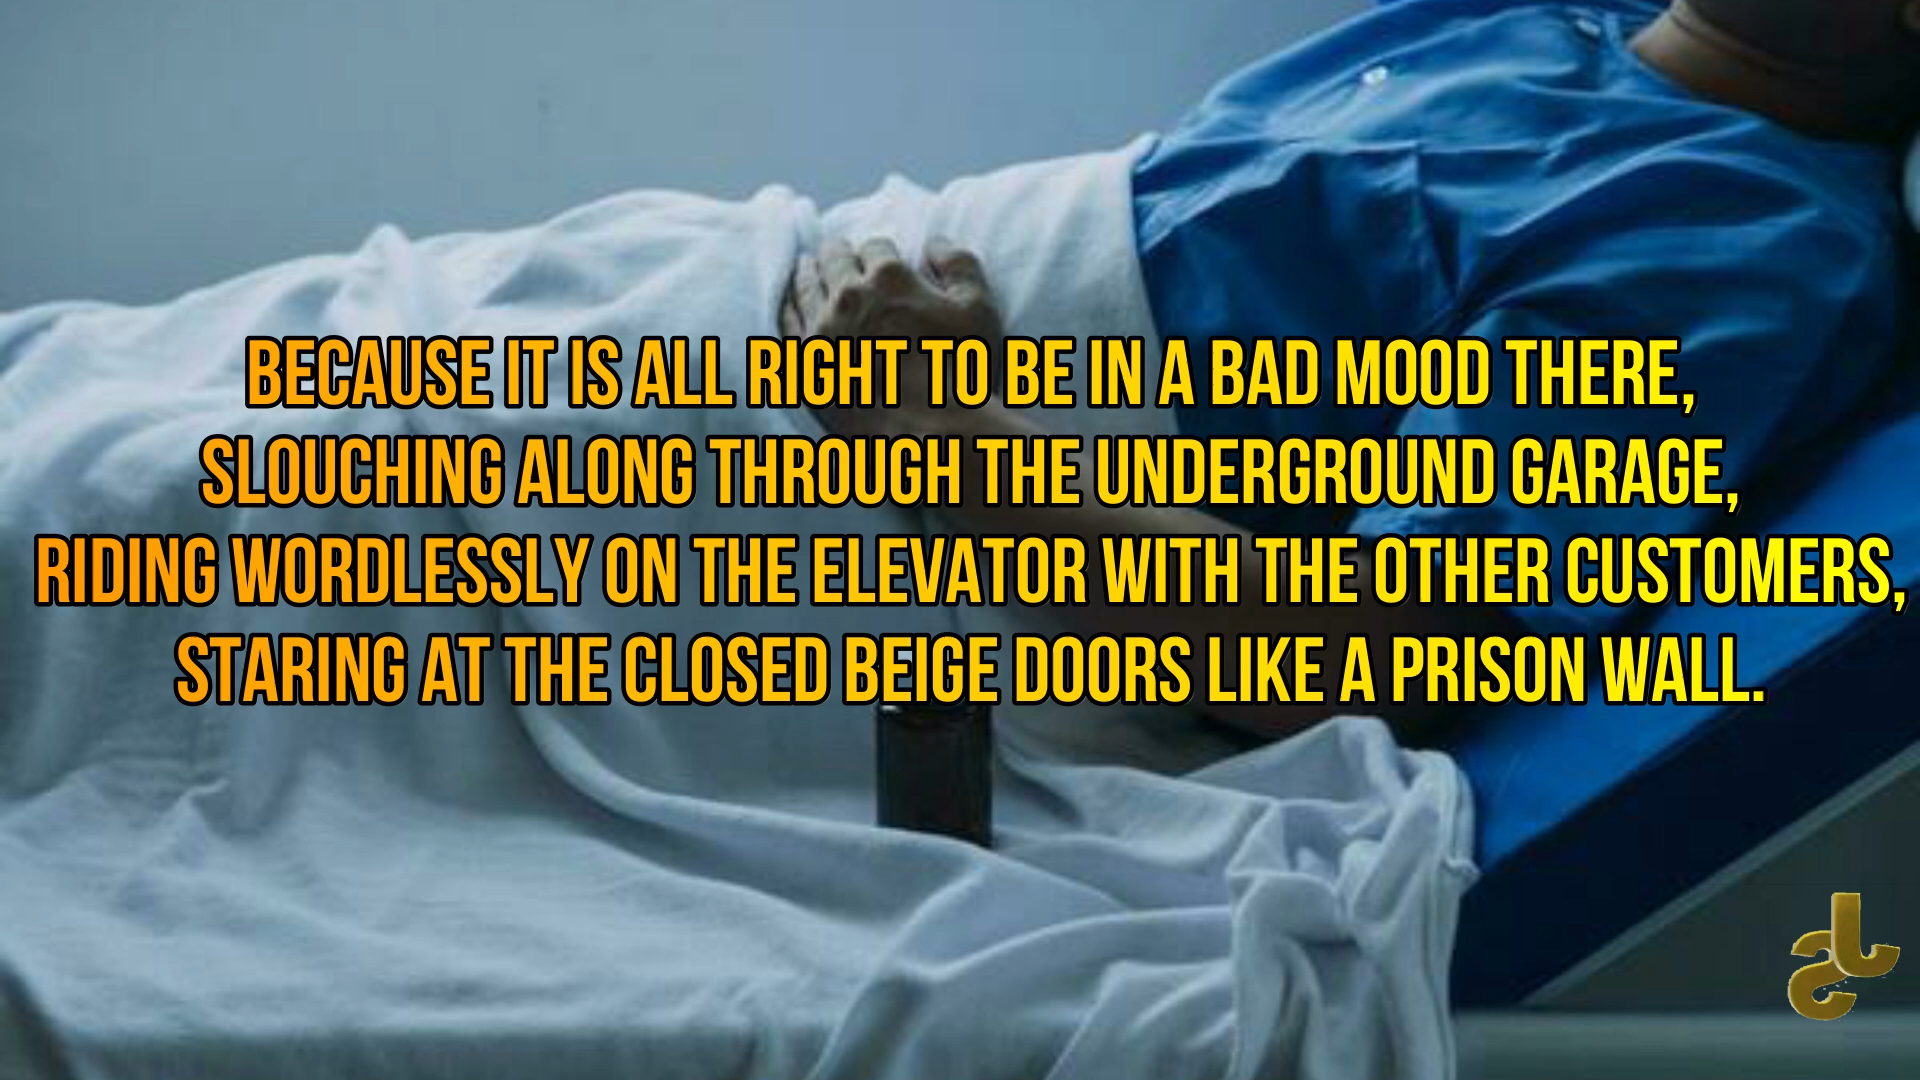 BECAUSE IT IS ALL RIGHT TO BE IN A BAD MOOD THERE,
SLOUCHING ALONG THROUGH THE UNDERGROUND GARAGE,
RIDING WORDLESSLY ON THE ELEVATOR WITH THE OTHER CUSTOMERS,
STARING AT THE CLOSED BEIGE DOORS LIKE A PRISON WALL.